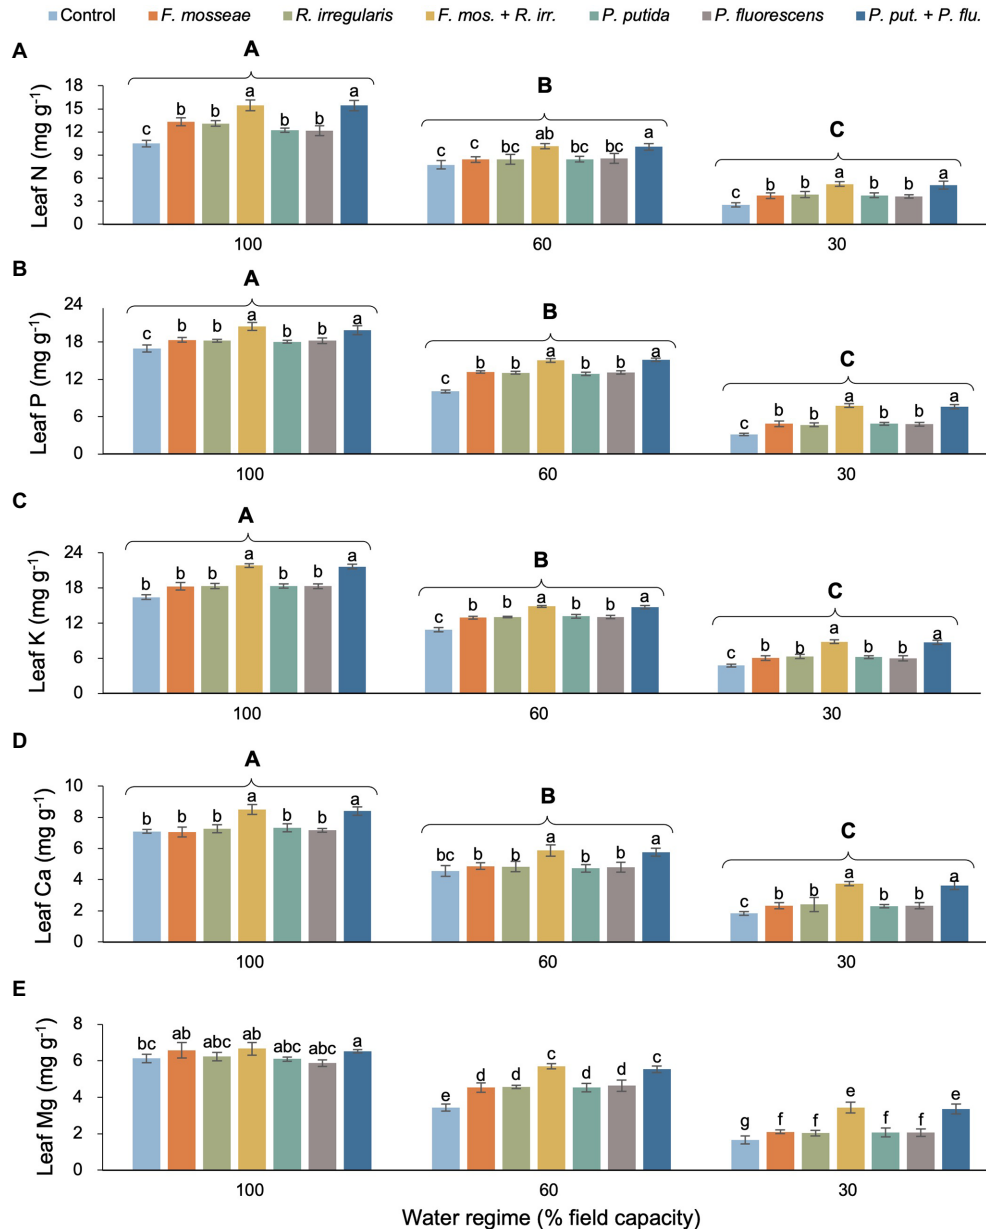 Control F. mosseae R. irregularis F. mos. + R. irr. P. putida P. fluorescens P. put. + P. flu.
A
A
B
C
Leaf N (mg g⁻¹)
18
15
12
9
6
3
0
c b b a b b a
c c bc ab bc bc a
c b b a b b a
100 60 30
B
A
B
C
Leaf P (mg g⁻¹)
24
18
12
6
0
c b b a b b a
c b b a b b a
c b b a b b a
100 60 30
C
A
B
C
Leaf K (mg g⁻¹)
24
18
12
6
0
b b b a b b a
c b b a b b a
c b b a b b a
100 60 30
D
A
B
C
Leaf Ca (mg g⁻¹)
10
8
6
4
2
0
b b b a b b a
bc b b a b b a
c b b a b b a
100 60 30
E
Leaf Mg (mg g⁻¹)
8
6
4
2
0
bc ab abc ab abc abc a
e d d c d d c
g f f e f f e
100 60 30
Water regime (% field capacity)